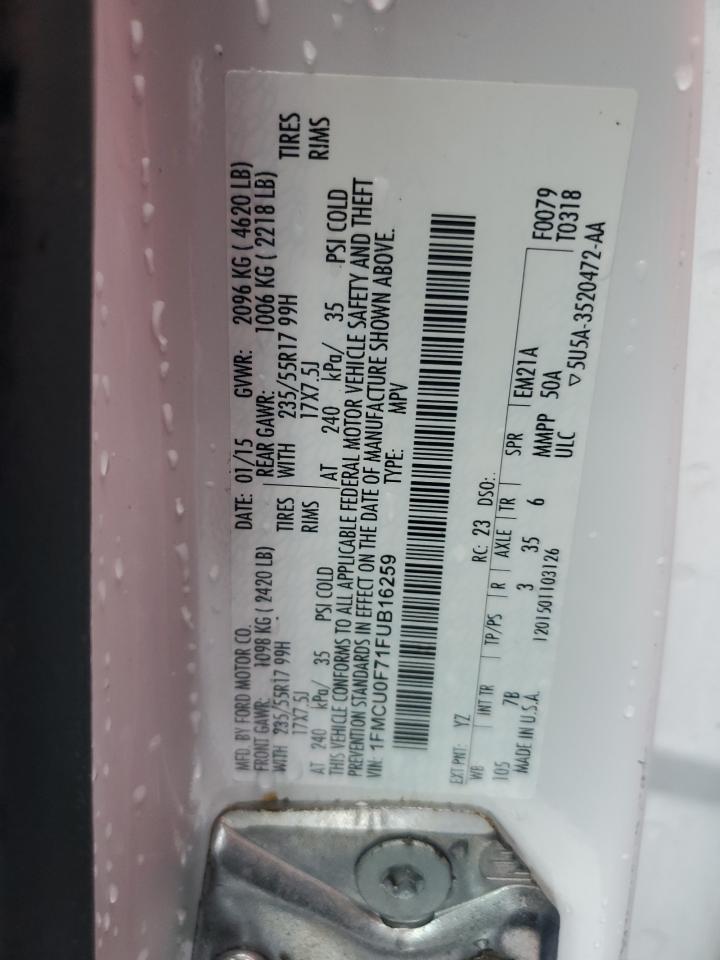 MFD. BY FORD MOTOR CO. DATE: 01/15 GVWR: 2096 KG ( 4620 LB)
FRONT GAWR: 1098 KG ( 2420 LB) REAR GAWR: 1006 KG ( 2218 LB)
WITH 235/55R17 99H TIRES WITH 235/55R17 99H TIRES
17X7.5J RIMS 17X7.5J RIMS
AT 240 kPa/ 35 PSI COLD AT 240 kPa/ 35 PSI COLD
THIS VEHICLE CONFORMS TO ALL APPLICABLE FEDERAL MOTOR VEHICLE SAFETY AND THEFT
PREVENTION STANDARDS IN EFFECT ON THE DATE OF MANUFACTURE SHOWN ABOVE.
VIN: 1FMCU0F71FUB16259 TYPE: MPV
EXT PNT: YZ RC: 23 DSO:
WB INT TR TP/PS R AXLE TR SPR EM21A F0079
105 7B 3 35 6 MMPP 50A T0318
MADE IN U.S.A. 1201501103126 ULC ▽5U5A-3520472-AA